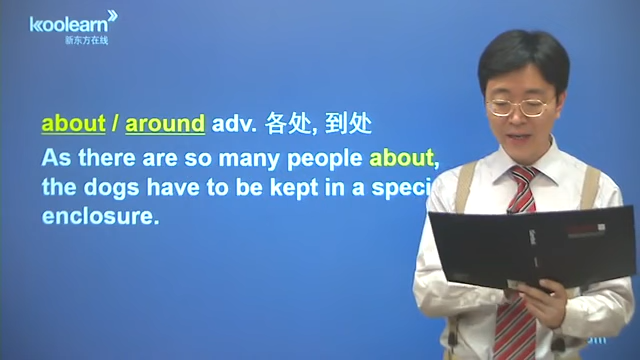 koolearn
新东方在线
about / around adv. 各处, 到处
As there are so many people about,
the dogs have to be kept in a speci
enclosure.